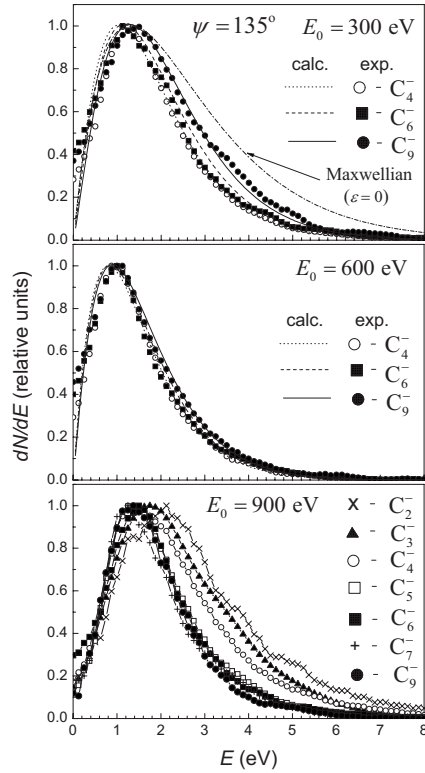 ψ = 135° E₀ = 300 eV
calc. exp.
- C₄⁻
- C₆⁻
- C₉⁻
Maxwellian
(ε=0)
1.0
0.8
0.6
0.4
0.2
0.0
E₀ = 600 eV
calc. exp.
- C₄⁻
- C₆⁻
- C₉⁻
1.0
0.8
0.6
0.4
0.2
0.0
dN/dE (relative units)
E₀ = 900 eV
- C₂⁻
- C₃⁻
- C₄⁻
- C₅⁻
- C₆⁻
- C₇⁻
- C₉⁻
1.0
0.8
0.6
0.4
0.2
0.0
0 1 2 3 4 5 6 7 8
E (eV)